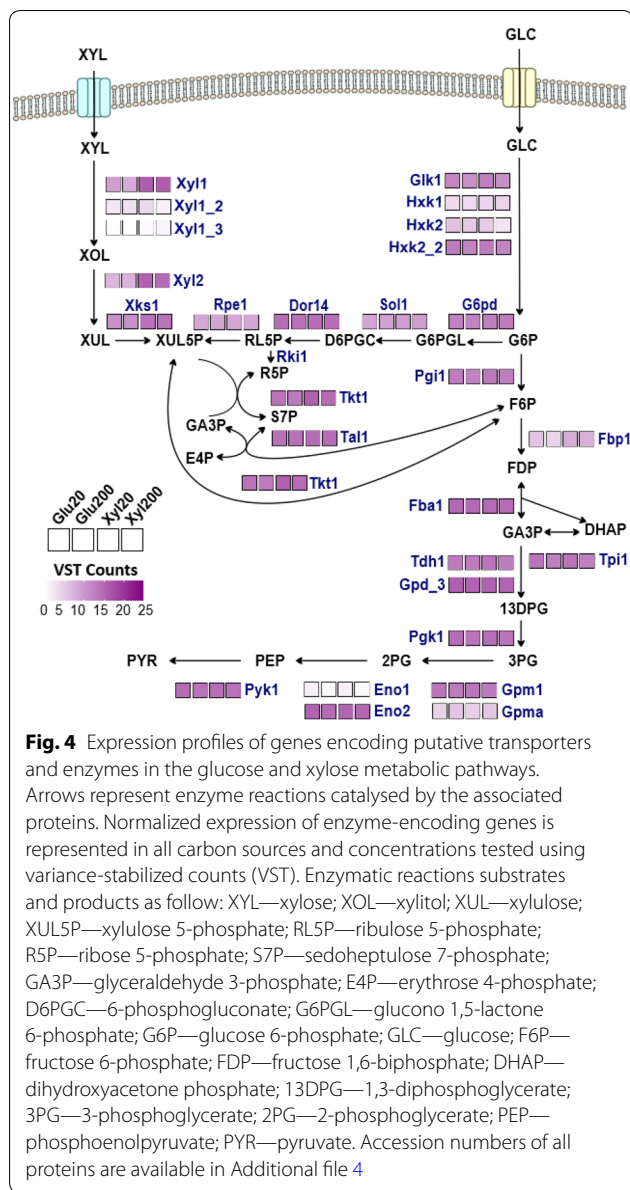 GLC
XYL
XYL
GLC
Xyl1
Glk1
Xyl1_2
Hxk1
Xyl1_3
Hxk2
Hxk2_2
XOL
Xyl2
Xks1 Rpe1 Dor14 Sol1 G6pd
XUL XUL5P RL5P D6PGC G6PGL G6P
Rki1
R5P
Pgi1
Tkt1
F6P
S7P
GA3P
Tal1
Fbp1
E4P
FDP
Tkt1
Glu20 Glu200 Xyl20 Xyl200
Fba1
GA3P DHAP
VST Counts
Tdh1 Tpi1
0 5 10 15 20 25
Gpd_3
13DPG
Pgk1
PYR PEP 2PG 3PG
Pyk1 Eno1 Gpm1
Eno2 Gpma
Fig. 4 Expression profiles of genes encoding putative transporters
and enzymes in the glucose and xylose metabolic pathways.
Arrows represent enzyme reactions catalysed by the associated
proteins. Normalized expression of enzyme-encoding genes is
represented in all carbon sources and concentrations tested using
variance-stabilized counts (VST). Enzymatic reactions substrates
and products as follow: XYL—xylose; XOL—xylitol; XUL—xylulose;
XUL5P—xylulose 5-phosphate; RL5P—ribulose 5-phosphate;
R5P—ribose 5-phosphate; S7P—sedoheptulose 7-phosphate;
GA3P—glyceraldehyde 3-phosphate; E4P—erythrose 4-phosphate;
D6PGC—6-phosphogluconate; G6PGL—glucono 1,5-lactone
6-phosphate; G6P—glucose 6-phosphate; GLC—glucose; F6P—
fructose 6-phosphate; FDP—fructose 1,6-biphosphate; DHAP—
dihydroxyacetone phosphate; 13DPG—1,3-diphosphoglycerate;
3PG—3-phosphoglycerate; 2PG—2-phosphoglycerate; PEP—
phosphoenolpyruvate; PYR—pyruvate. Accession numbers of all
proteins are available in Additional file 4